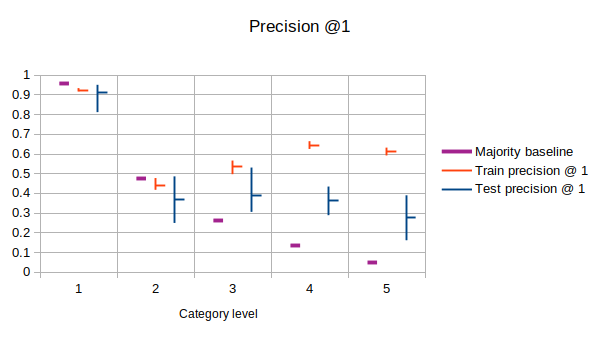 Precision @1
1
0.9
0.8
0.7
0.6
0.5
0.4
0.3
0.2
0.1
0
1 2 3 4 5
Category level
Majority baseline
Train precision @ 1
Test precision @ 1